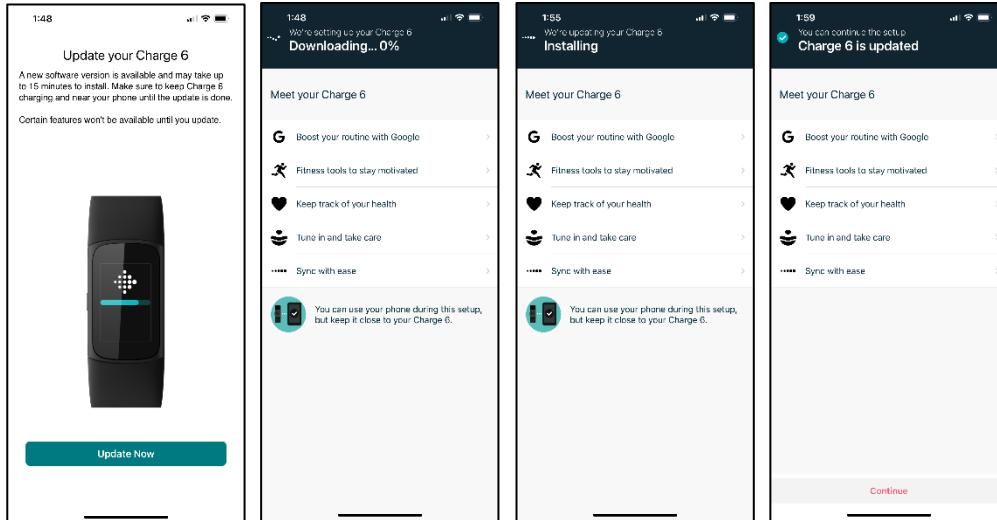 1:48
Update your Charge 6
A new software version is available and may take up
to 15 minutes to install. Make sure to keep Charge 6
charging and near your phone until the update is done.
Certain features won't be available until you update.
Update Now
1:48
We're setting up your Charge 6
Downloading... 0%
Meet your Charge 6
Boost your routine with Google
Fitness tools to stay motivated
Keep track of your health
Tune in and take care
Sync with ease
You can use your phone during this setup,
but keep it close to your Charge 6.
1:55
We're updating your Charge 6
Installing
Meet your Charge 6
Boost your routine with Google
Fitness tools to stay motivated
Keep track of your health
Tune in and take care
Sync with ease
You can use your phone during this setup,
but keep it close to your Charge 6.
1:59
You can continue the setup
Charge 6 is updated
Meet your Charge 6
Boost your routine with Google
Fitness tools to stay motivated
Keep track of your health
Tune in and take care
Sync with ease
Continue